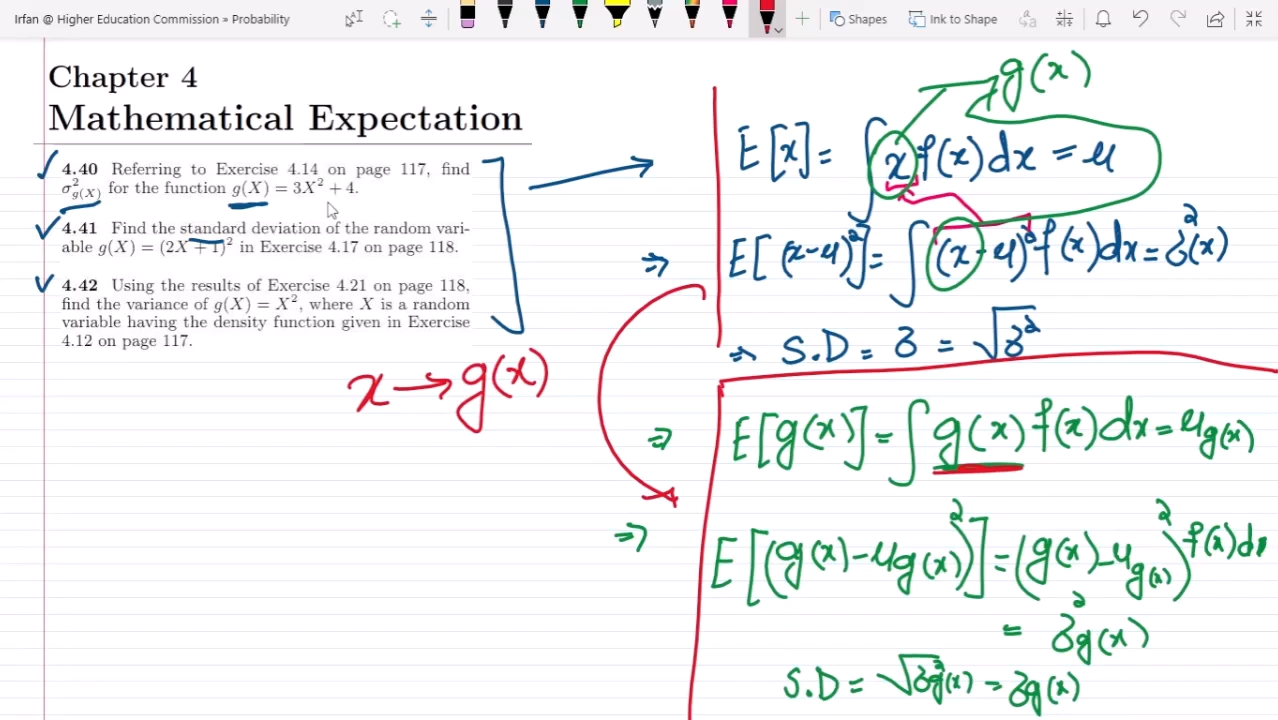 Irfan @ Higher Education Commission » Probability
Shapes
Ink to Shape
Chapter 4
Mathematical Expectation
4.40 Referring to Exercise 4.14 on page 117, find
σ²g(X) for the function g(X) = 3X² + 4.
4.41 Find the standard deviation of the random vari-
able g(X) = (2X + 1)² in Exercise 4.17 on page 118.
4.42 Using the results of Exercise 4.21 on page 118,
find the variance of g(X) = X², where X is a random
variable having the density function given in Exercise
4.12 on page 117.
x → g(x)
g(x)
E[x] = ∫ x f(x) dx = μ
⇒ E[(x-μ)²] = ∫ (x-μ)² f(x) dx = σ²(x)
⇒ S.D = σ = √σ²
⇒ E[g(x)] = ∫ g(x) f(x) dx = μg(x)
⇒ E[(g(x) - μg(x))²] = (g(x) - μg(x))² f(x) dx
= σ²g(x)
S.D = √σ²g(x) = σg(x)